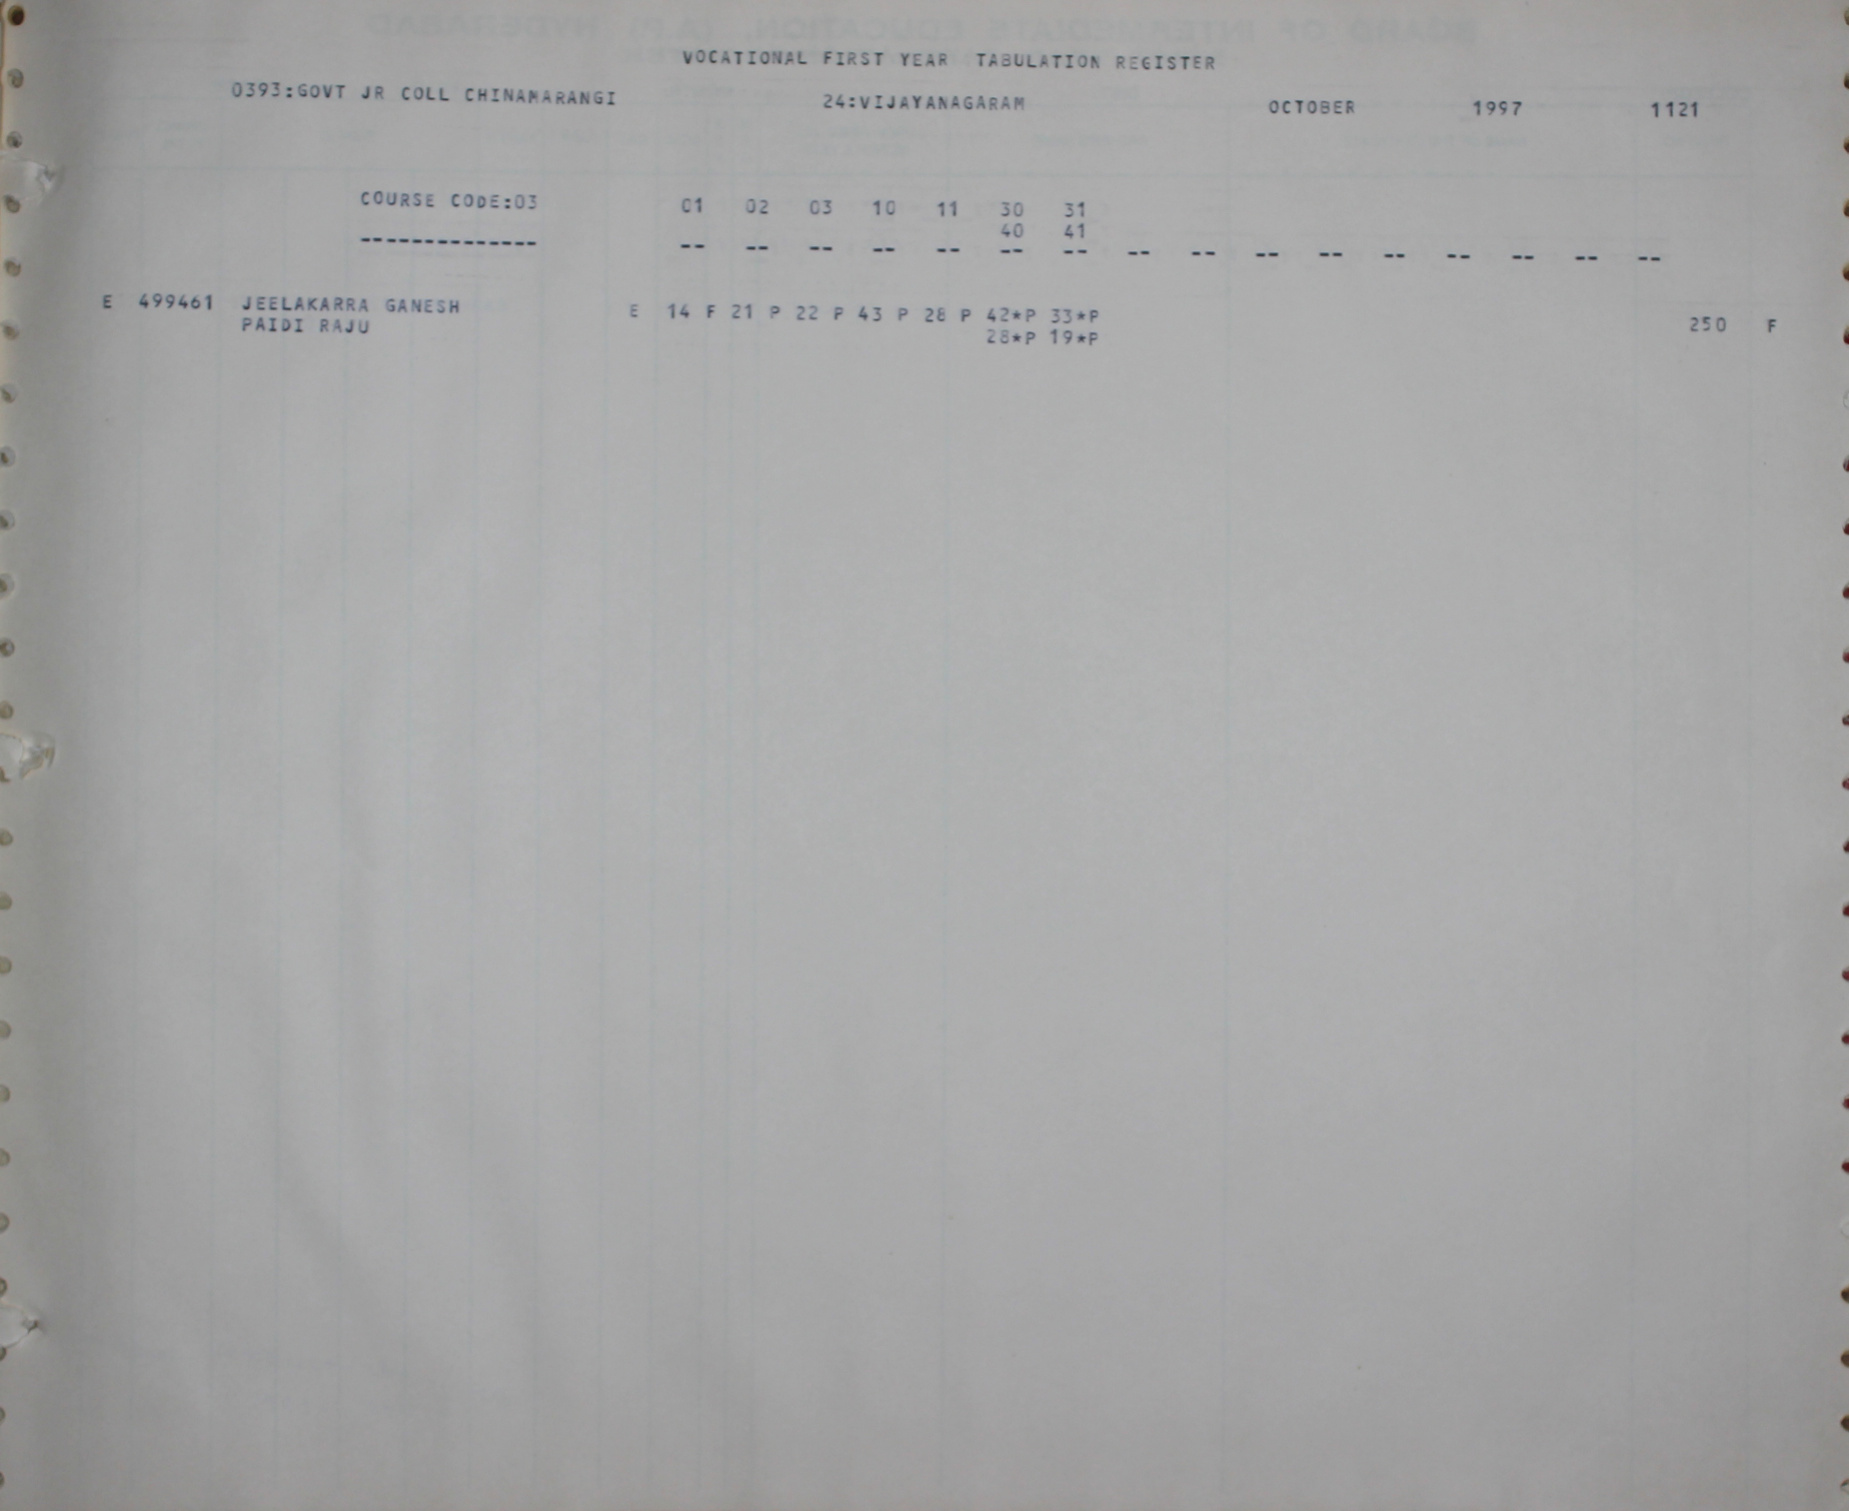 VOCATIONAL FIRST YEAR TABULATION REGISTER
0393:GOVT JR COLL CHINAMARANGI 24:VIJAYANAGARAM OCTOBER 1997 1121
COURSE CODE:03 01 02 03 10 11 30 31
40 41
-------------- -- -- -- -- -- -- -- -- -- -- -- -- -- -- -- --
E 499461 JEELAKARRA GANESH E 14 F 21 P 22 P 43 P 28 P 42*P 33*P
PAIDI RAJU 28*P 19*P 250 F